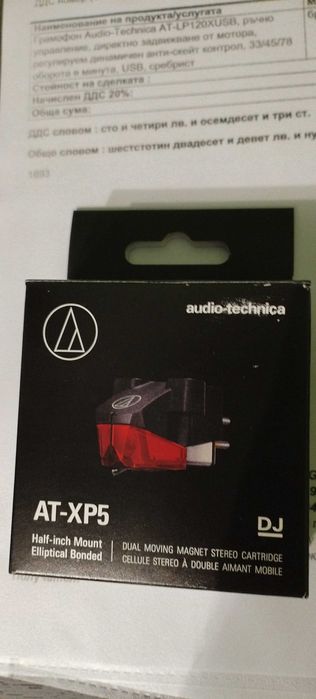 Наименование на продукта/услугата
Грамофон Audio-Technica AT-LP120XUSB, ръчно
управление, директно задвижване от мотора,
регулируем динамичен анти-скейт контрол, 33/45/78
оборота в минута, USB, сребрист
Стойност на сделката :
Начислен ДДС 20%:
Обща сума:
ДДС словом : сто и четири лв. и осемдесет и три ст.
Общо словом : шестстотин двадесет и девет лв. и
1693
audio-technica
AT-XP5
DJ
Half-inch Mount
Elliptical Bonded
DUAL MOVING MAGNET STEREO CARTRIDGE
CELLULE STEREO À DOUBLE AIMANT MOBILE